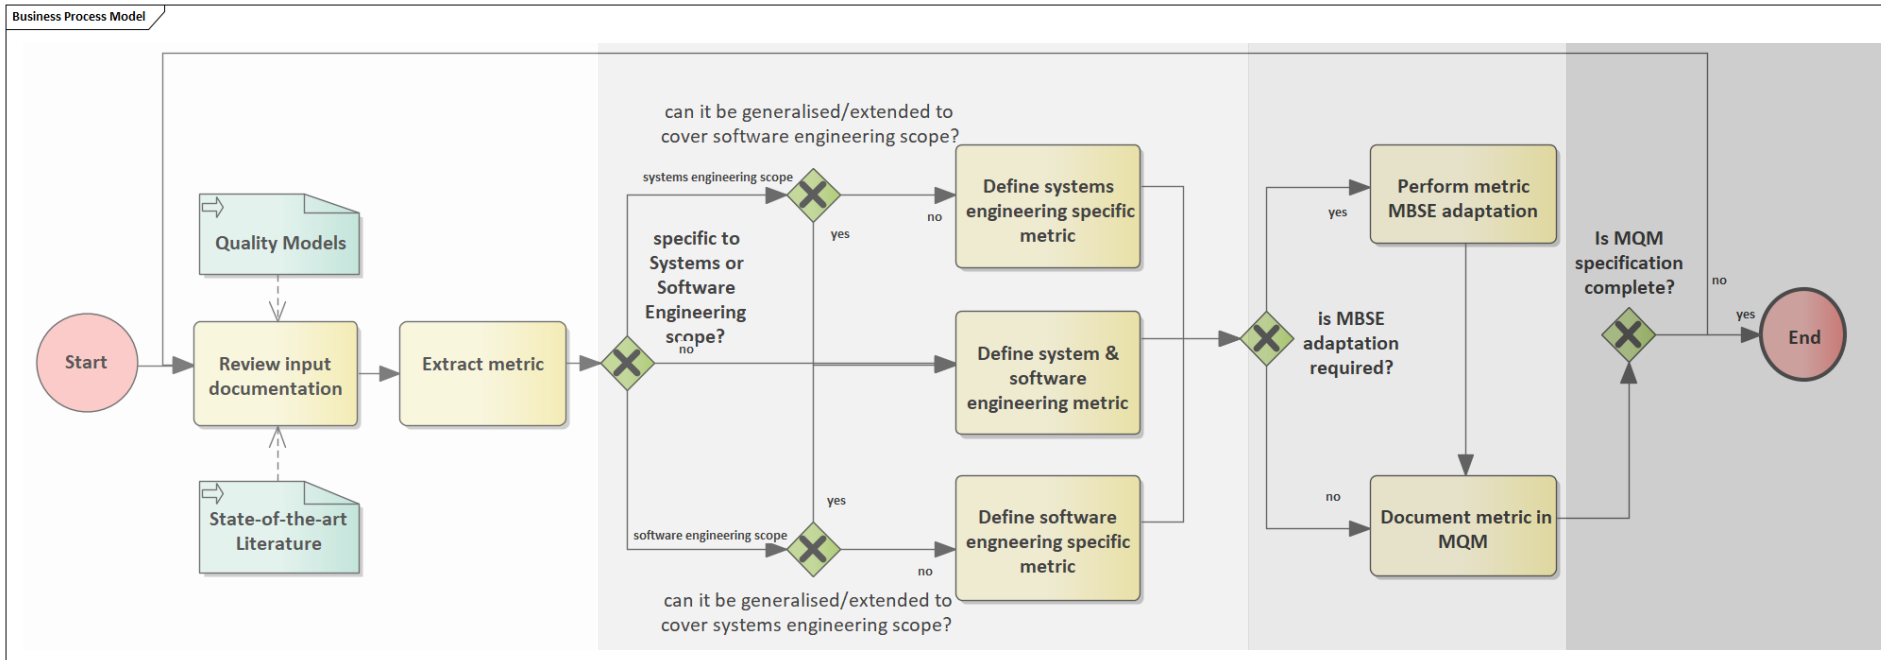 Business Process Model
Start
Quality Models
Review input
documentation
State-of-the-art
Literature
Extract metric
specific to
Systems or
Software
Engineering
scope?
no
can it be generalised/extended to
cover software engineering scope?
systems engineering scope
yes
no
Define systems
engineering specific
metric
Define system &
software
engineering metric
yes
software engineering scope
no
can it be generalised/extended to
cover systems engineering scope?
Define software
engineering specific
metric
is MBSE
adaptation
required?
yes
Perform metric
MBSE adaptation
no
Document metric in
MQM
Is MQM
specification
complete?
no
yes
End